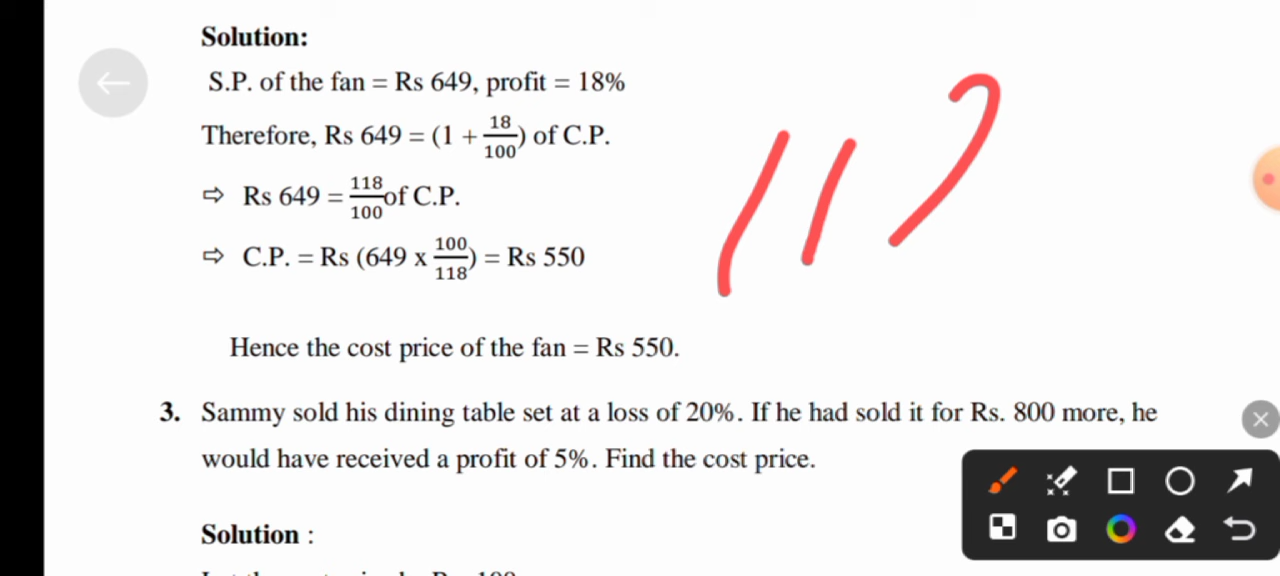 Solution:
S.P. of the fan = Rs 649, profit = 18%
Therefore, Rs 649 = (1 + 18/100) of C.P.
⇨ Rs 649 = 118/100 of C.P.
⇨ C.P. = Rs (649 x 100/118) = Rs 550
Hence the cost price of the fan = Rs 550.
3. Sammy sold his dining table set at a loss of 20%. If he had sold it for Rs. 800 more, he
would have received a profit of 5%. Find the cost price.
Solution :